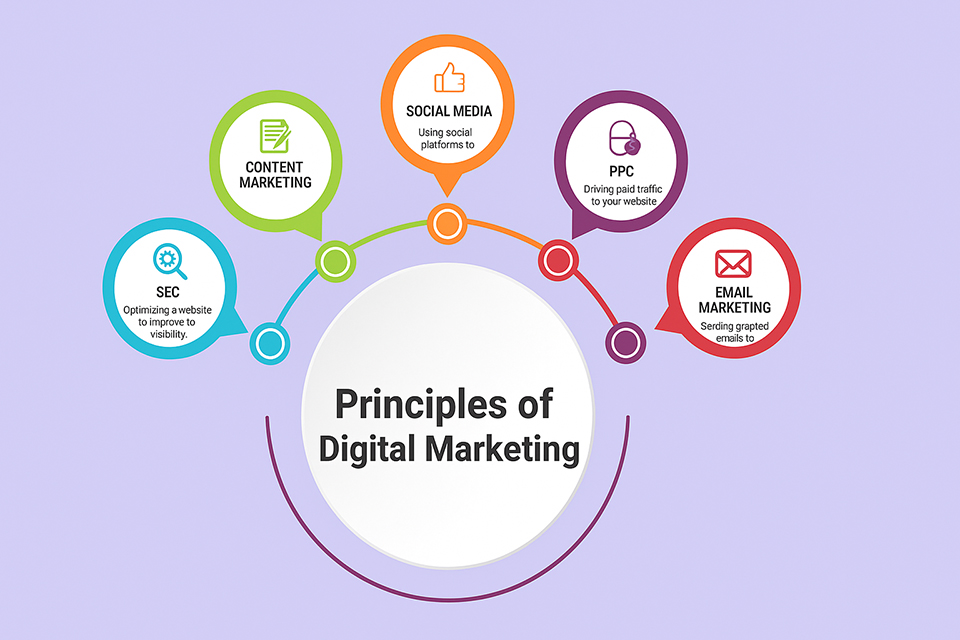 SEC
Optimizing a website
to improve to
visibility.
CONTENT
MARKETING
SOCIAL MEDIA
Using social
platforms to
PPC
Driving paid traffic
to your website
EMAIL
MARKETING
Serding grapted
emails to
Principles of
Digital Marketing